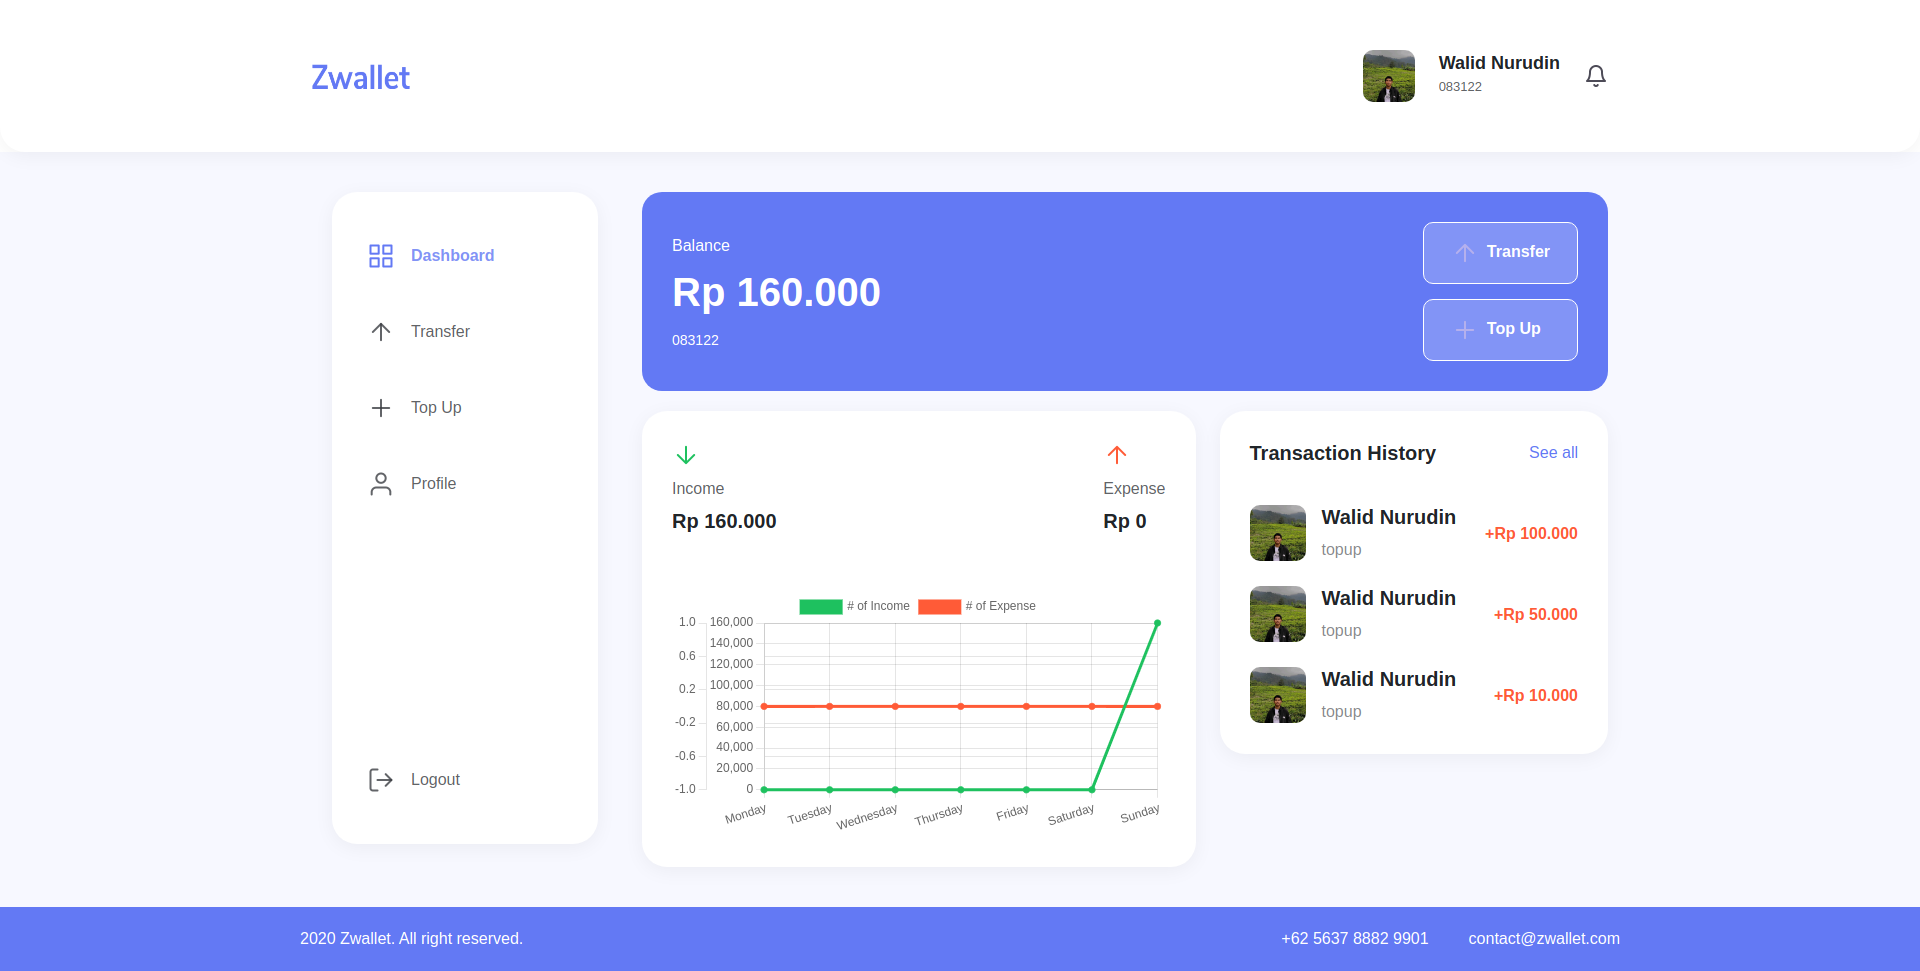 Zwallet
Walid Nurudin
083122
Dashboard
Transfer
Top Up
Profile
Logout
Balance
Rp 160.000
083122
Transfer
Top Up
Income
Rp 160.000
Expense
Rp 0
# of Income # of Expense
1.0
0.6
0.2
-0.2
-0.6
-1.0
160,000
140,000
120,000
100,000
80,000
60,000
40,000
20,000
0
Monday Tuesday Wednesday Thursday Friday Saturday Sunday
Transaction History See all
Walid Nurudin
topup
+Rp 100.000
Walid Nurudin
topup
+Rp 50.000
Walid Nurudin
topup
+Rp 10.000
2020 Zwallet. All right reserved. +62 5637 8882 9901 contact@zwallet.com